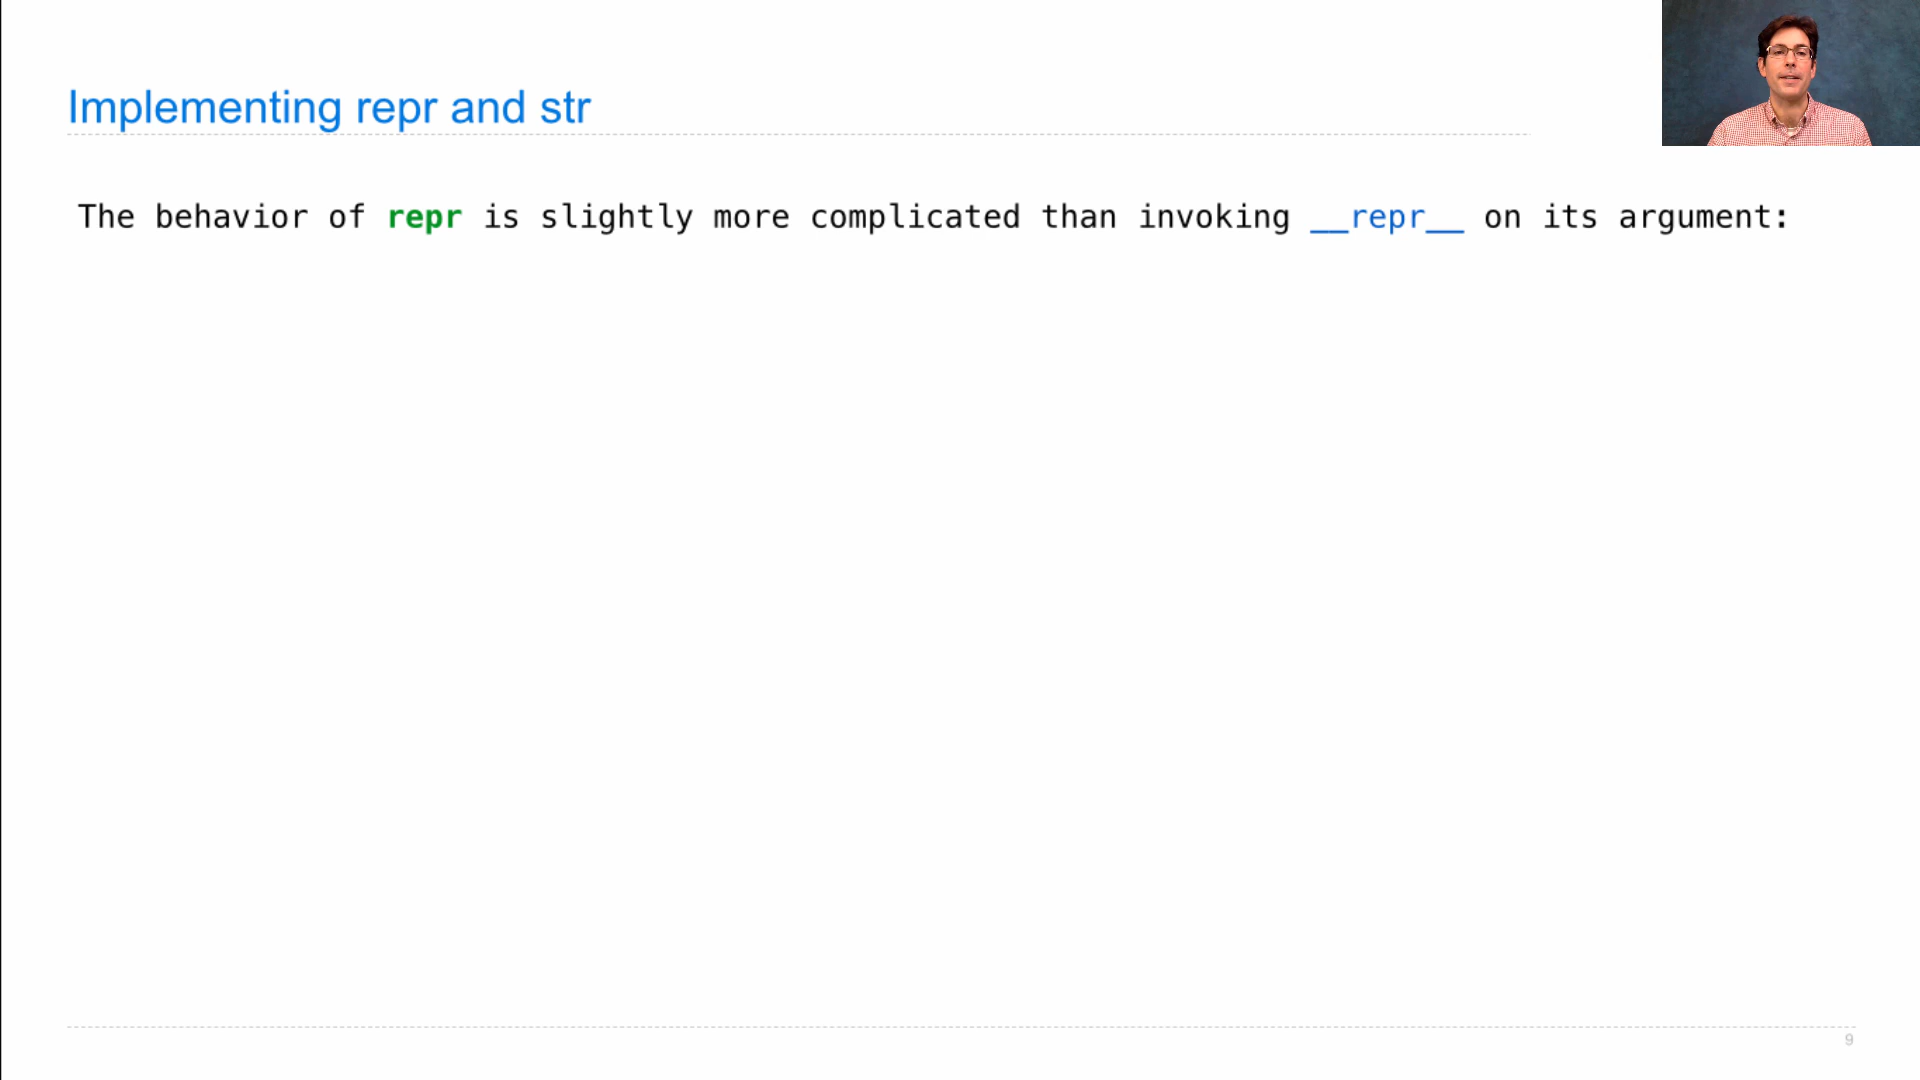 Implementing repr and str
The behavior of repr is slightly more complicated than invoking __repr__ on its argument:
9